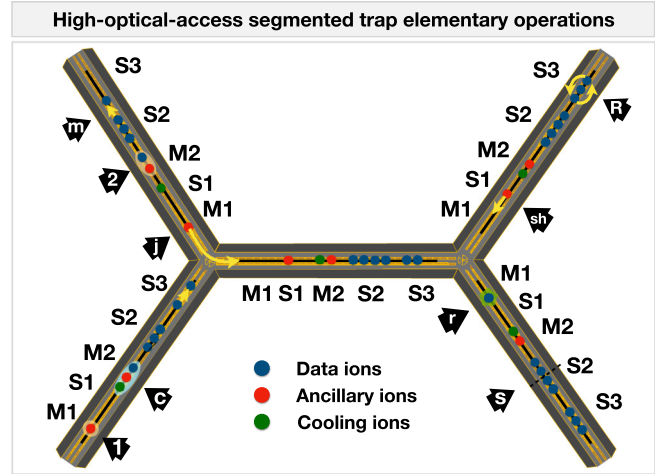 High-optical-access segmented trap elementary operations
S3
S2
M2
S1
M1
m
2
j
S3
S2
M2
S1
M1
R
sh
M1 S1 M2 S2 S3
S3
S2
M2
S1
M1
c
1
M1
S1
M2
S2
S3
r
s
Data ions
Ancillary ions
Cooling ions